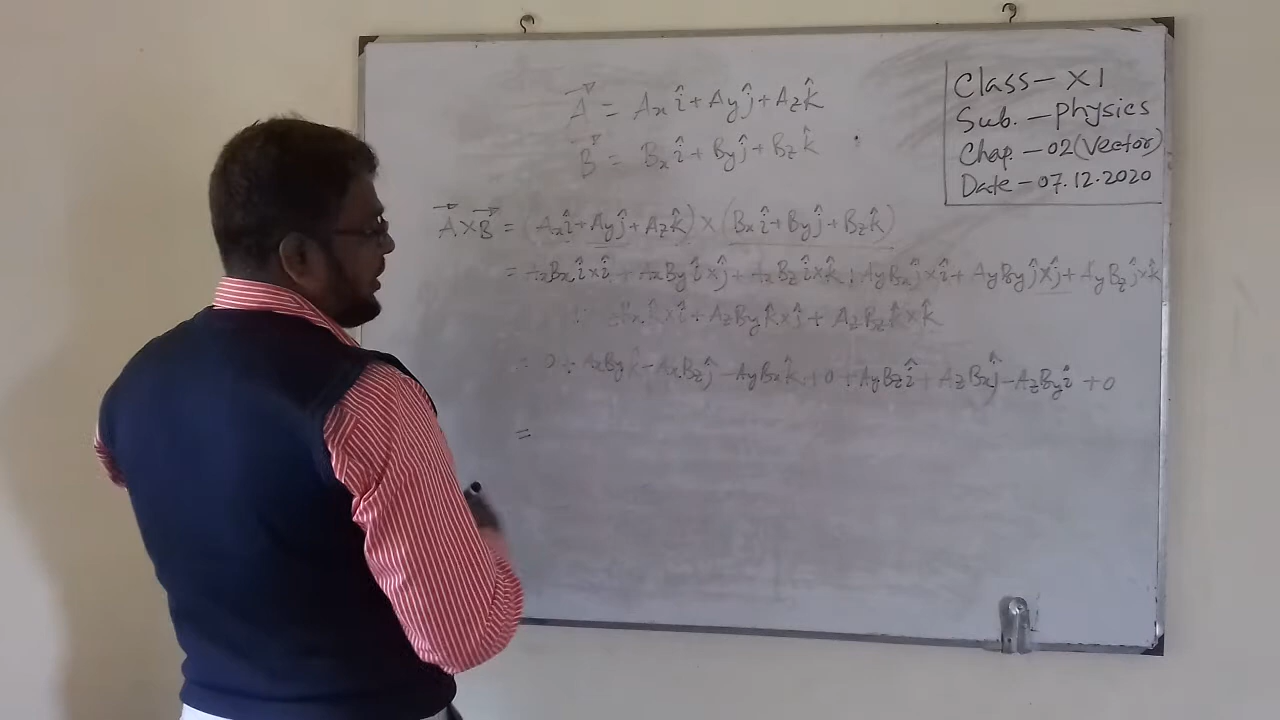 Class - XI
Sub. - Physics
Chap. - 02 (Vector)
Date - 07.12.2020
A⃗ = Ax î + Ay ĵ + Az k̂
B⃗ = Bx î + By ĵ + Bz k̂
A⃗ × B⃗ = (Ax î + Ay ĵ + Az k̂) × (Bx î + By ĵ + Bz k̂)
= AxBx î × î + AxBy î × ĵ + AxBz î × k̂ + AyBx ĵ × î + AyBy ĵ × ĵ + AyBz ĵ × k̂
k̂ × î + AzBy k̂ × ĵ + AzBz k̂ × k̂
= 0 + AxBy k̂ - AxBz ĵ - AyBx k̂ + 0 + AyBz î + AzBx ĵ - AzBy î + 0
=